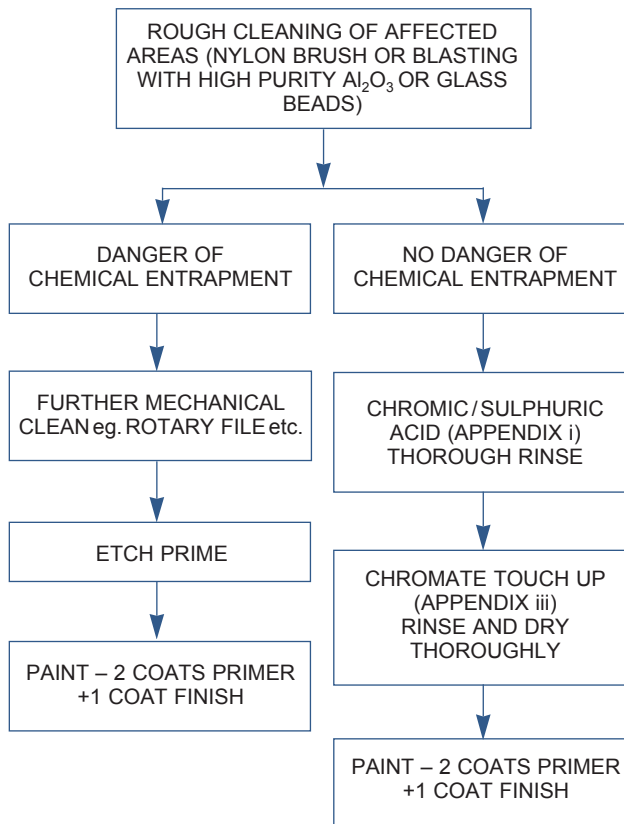 ROUGH CLEANING OF AFFECTED
AREAS (NYLON BRUSH OR BLASTING
WITH HIGH PURITY Al₂O₃ OR GLASS
BEADS)
DANGER OF
CHEMICAL ENTRAPMENT
FURTHER MECHANICAL
CLEAN eg. ROTARY FILE etc.
ETCH PRIME
PAINT – 2 COATS PRIMER
+1 COAT FINISH
NO DANGER OF
CHEMICAL ENTRAPMENT
CHROMIC/SULPHURIC
ACID (APPENDIX i)
THOROUGH RINSE
CHROMATE TOUCH UP
(APPENDIX iii)
RINSE AND DRY
THOROUGHLY
PAINT – 2 COATS PRIMER
+1 COAT FINISH